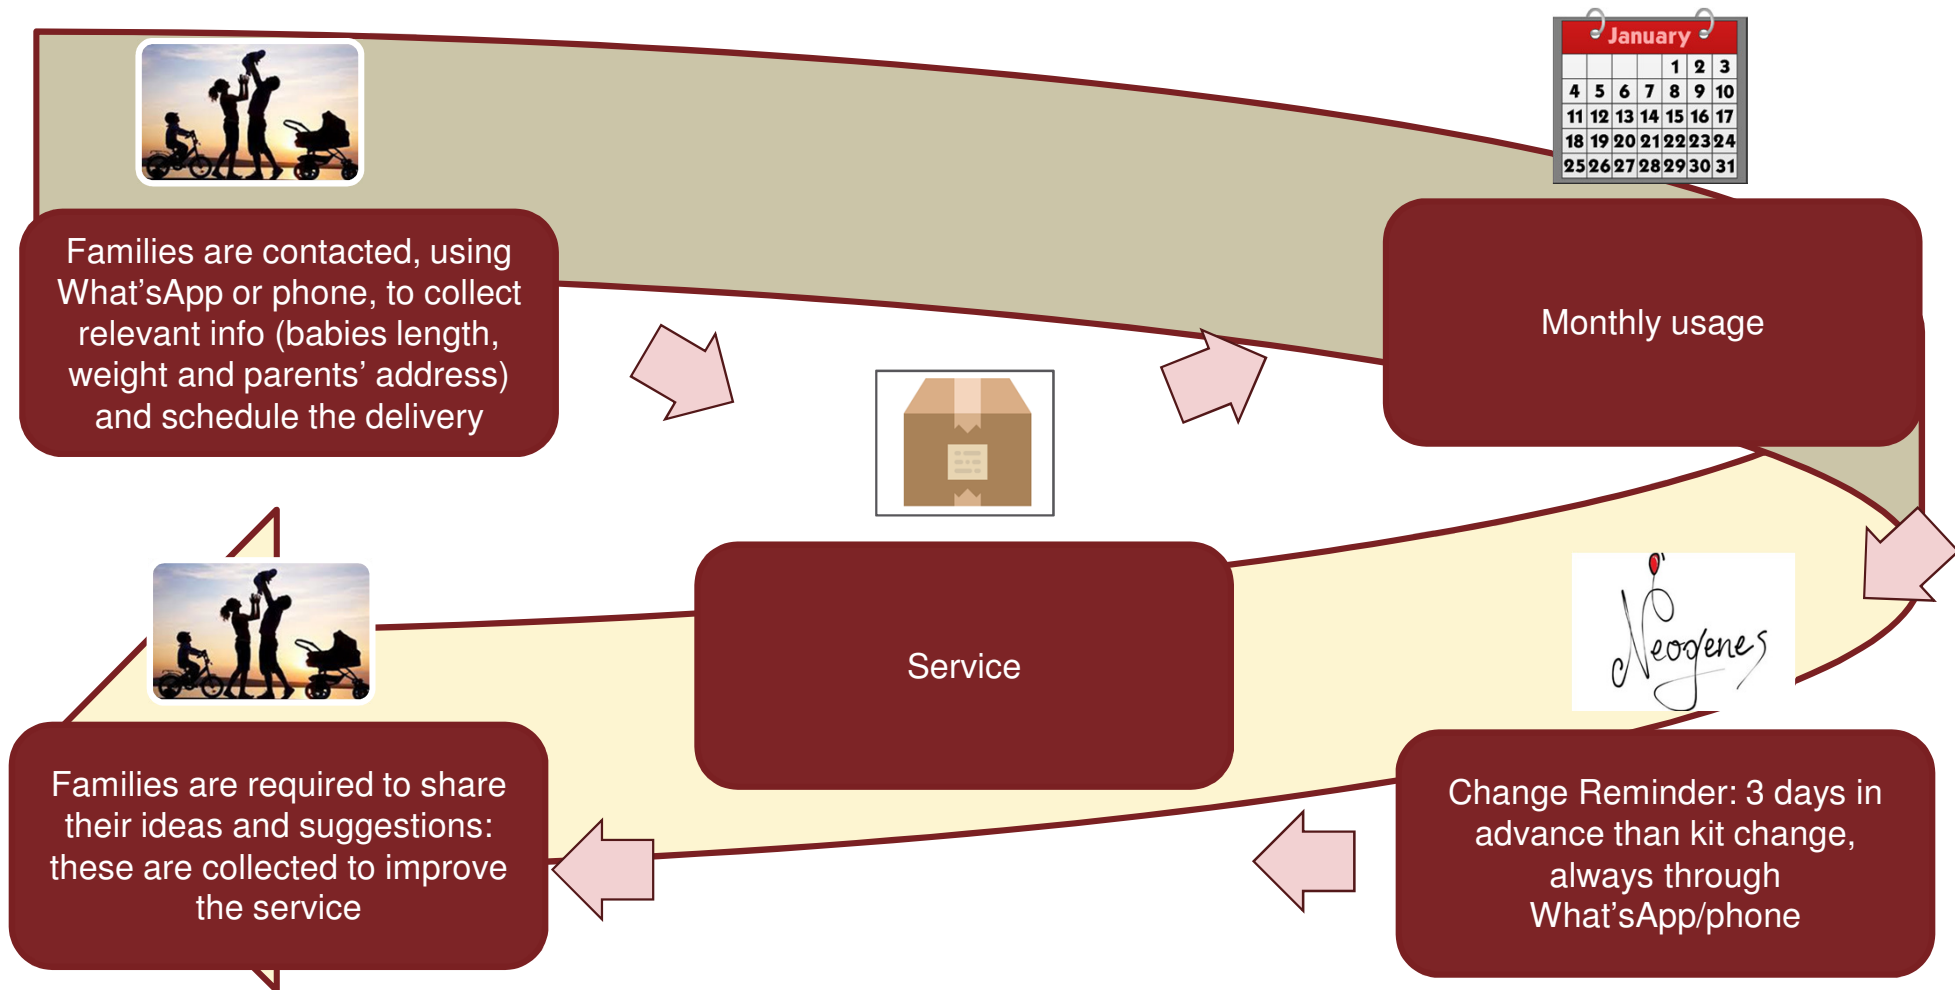 January
1 2 3
4 5 6 7 8 9 10
11 12 13 14 15 16 17
18 19 20 21 22 23 24
25 26 27 28 29 30 31
Families are contacted, using
What’sApp or phone, to collect
relevant info (babies length,
weight and parents’ address)
and schedule the delivery
Monthly usage
Neogenes
Service
Change Reminder: 3 days in
advance than kit change,
always through
What’sApp/phone
Families are required to share
their ideas and suggestions:
these are collected to improve
the service